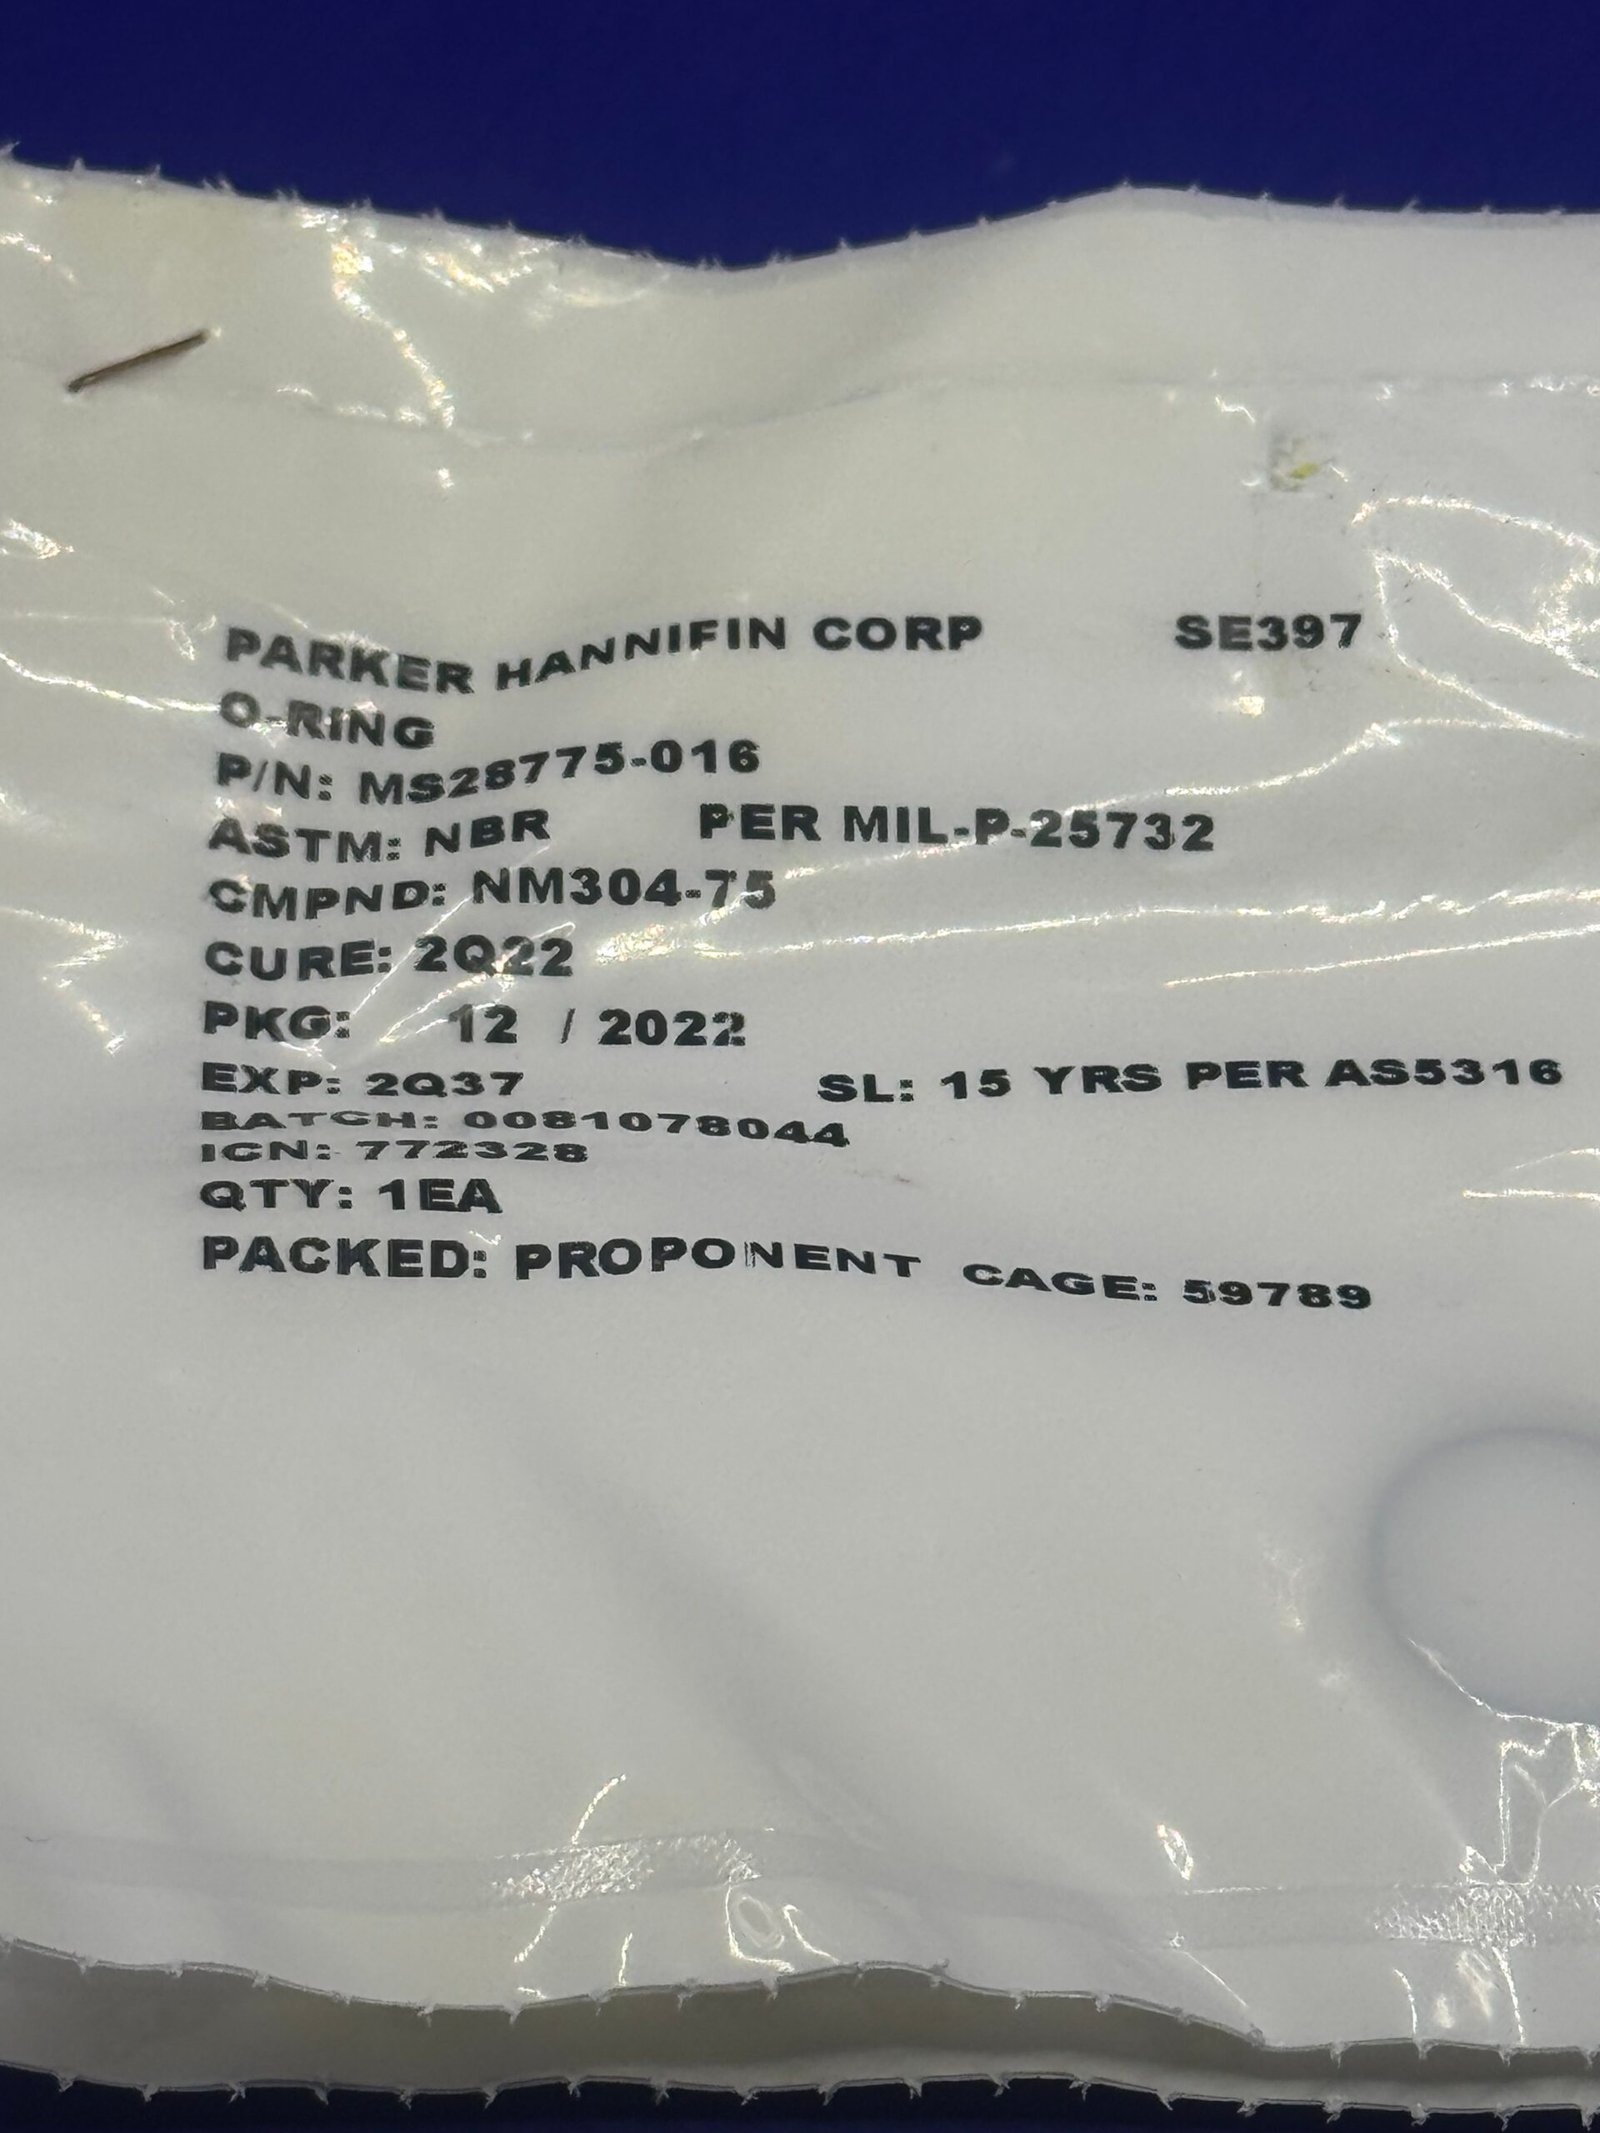 PARKER HANNIFIN CORP SE397
O-RING
P/N: MS28775-016
ASTM: NBR PER MIL-P-25732
CMPND: NM304-75
CURE: 2Q22
PKG: 12 / 2022
EXP: 2Q37 SL: 15 YRS PER AS5316
BATCH: 0081078044
ICN: 772328
QTY: 1EA
PACKED: PROPONENT CAGE: 59789